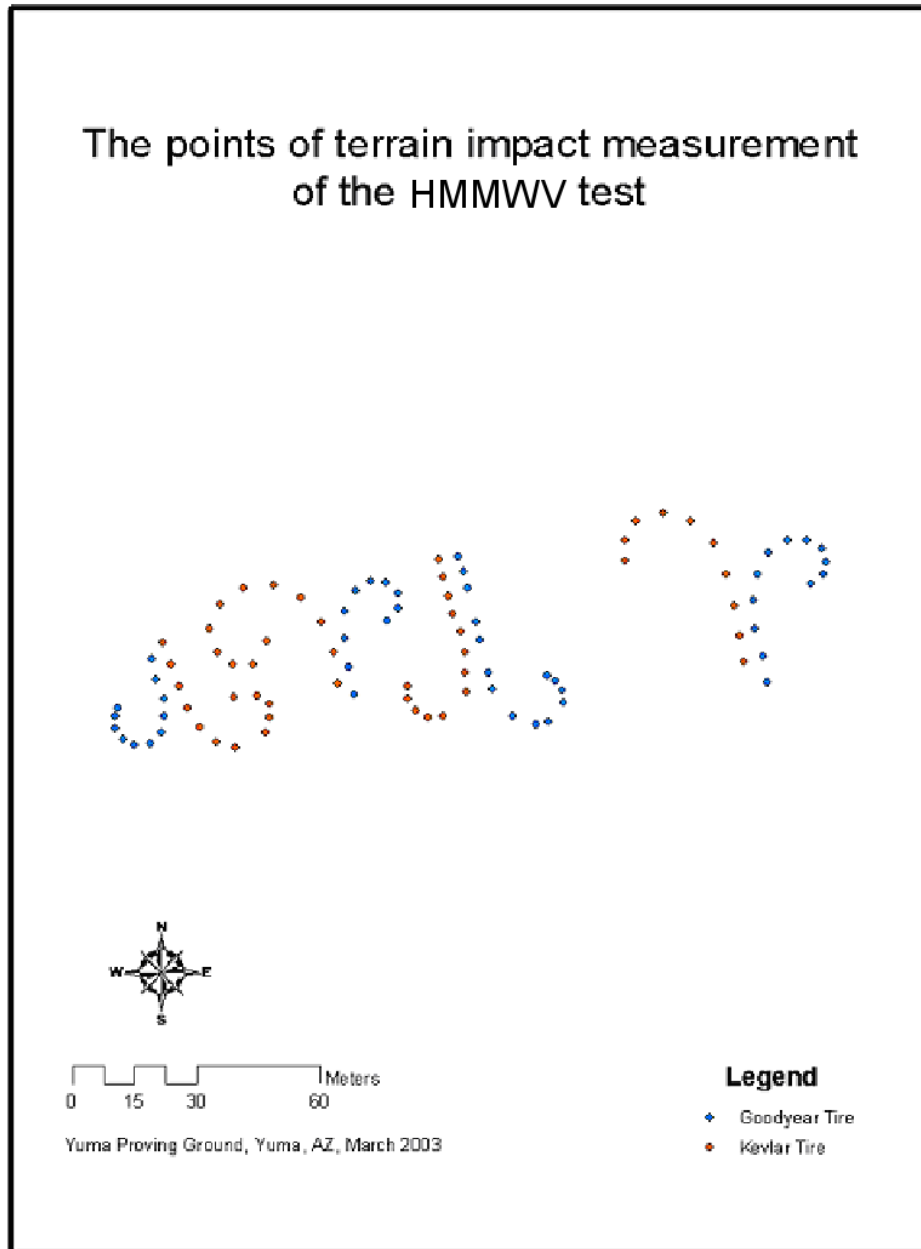 The points of terrain impact measurement
of the HMMWV test
N
W E
S
Meters
0 15 30 60
Yuma Proving Ground, Yuma, AZ, March 2003
Legend
Goodyear Tire
Kevlar Tire